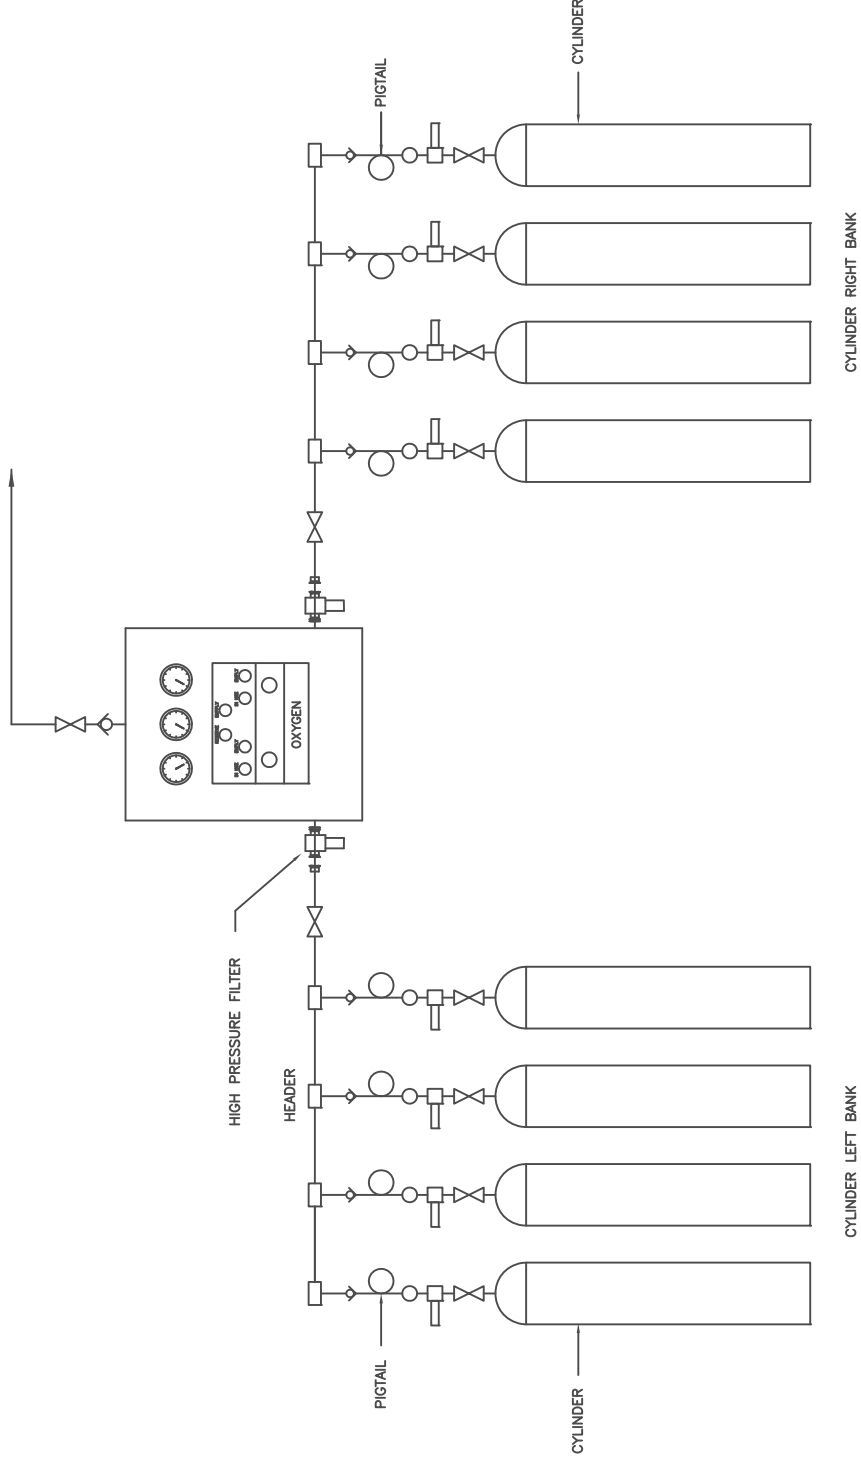 HIGH PRESSURE FILTER
HEADER
OXYGEN
PIGTAIL
PIGTAIL
CYLINDER
CYLINDER
CYLINDER LEFT BANK
CYLINDER RIGHT BANK